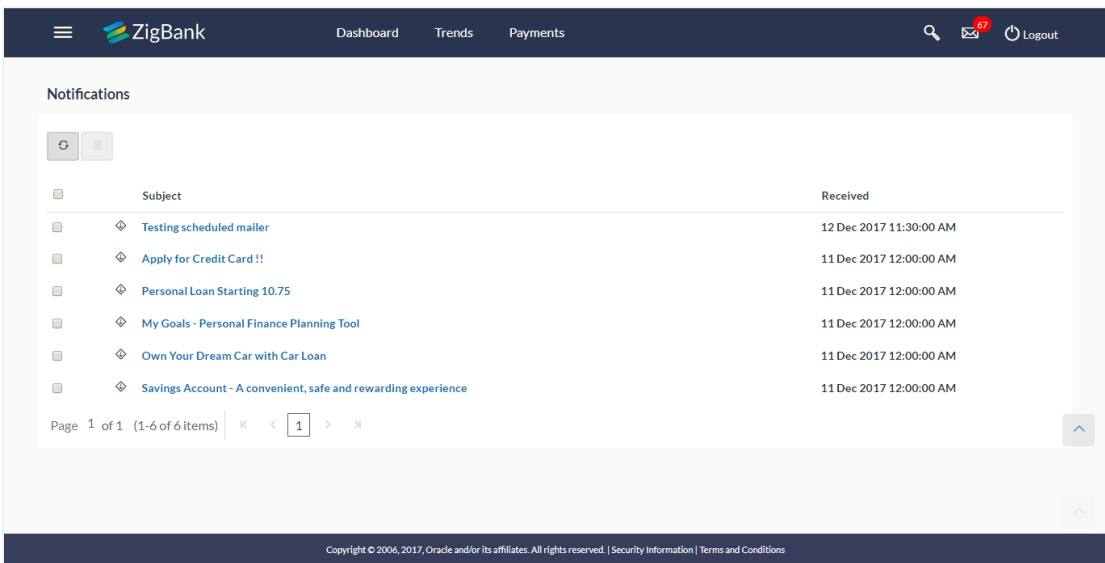 ZigBank Dashboard Trends Payments 67 Logout
Notifications
Subject Received
Testing scheduled mailer 12 Dec 2017 11:30:00 AM
Apply for Credit Card !! 11 Dec 2017 12:00:00 AM
Personal Loan Starting 10.75 11 Dec 2017 12:00:00 AM
My Goals - Personal Finance Planning Tool 11 Dec 2017 12:00:00 AM
Own Your Dream Car with Car Loan 11 Dec 2017 12:00:00 AM
Savings Account - A convenient, safe and rewarding experience 11 Dec 2017 12:00:00 AM
Page 1 of 1 (1-6 of 6 items) 1
Copyright © 2006, 2017, Oracle and/or its affiliates. All rights reserved. | Security Information | Terms and Conditions